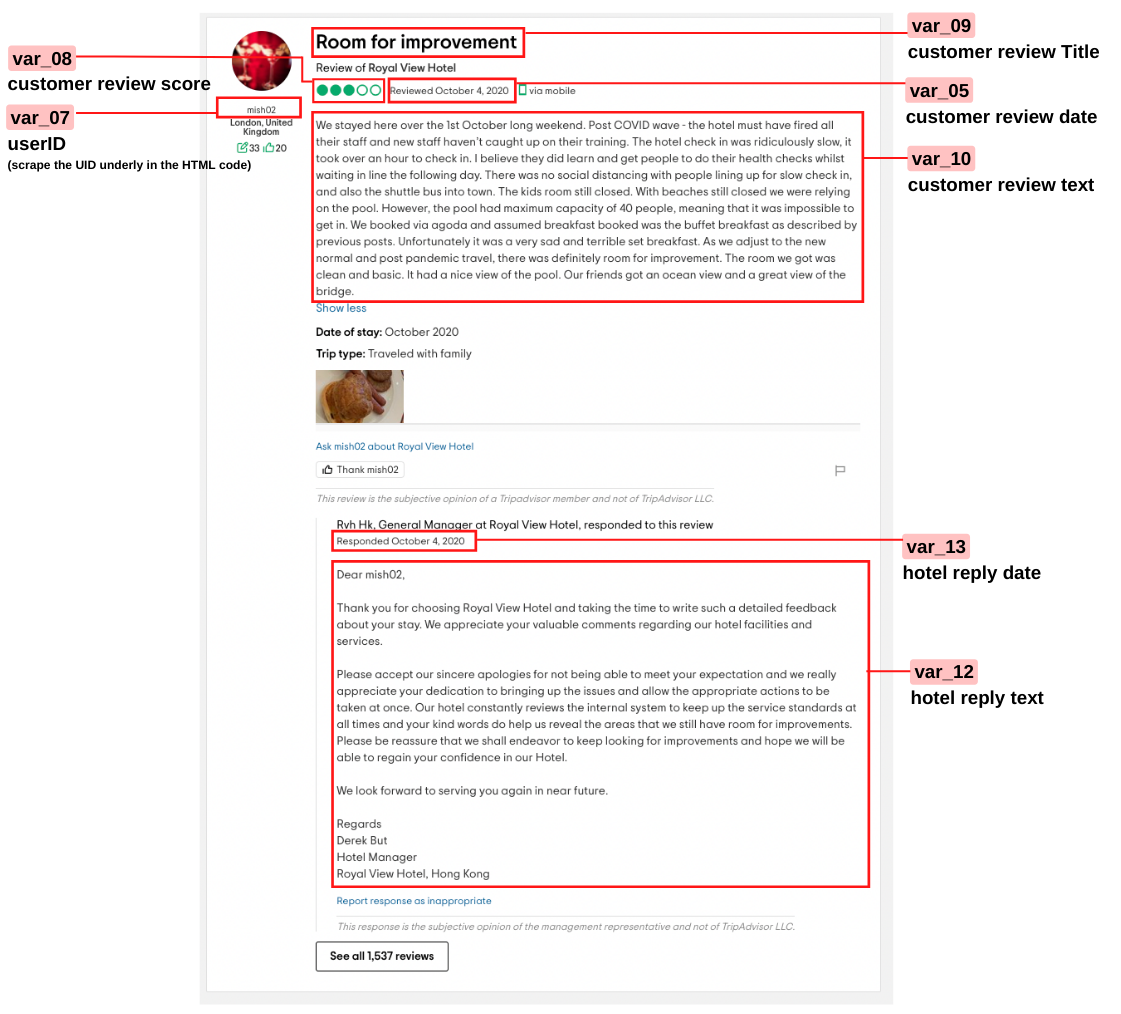 var_09
customer review Title
Room for improvement
var_08
customer review score
Review of Royal View Hotel
Reviewed October 4, 2020 via mobile
var_05
customer review date
mish02
var_07
userID
(scrape the UID underly in the HTML code)
London, United
Kingdom
33 20
We stayed here over the 1st October long weekend. Post COVID wave - the hotel must have fired all
their staff and new staff haven't caught up on their training. The hotel check in was ridiculously slow, it
took over an hour to check in. I believe they did learn and get people to do their health checks whilst
waiting in line the following day. There was no social distancing with people lining up for slow check in,
and also the shuttle bus into town. The kids room still closed. With beaches still closed we were relying
on the pool. However, the pool had maximum capacity of 40 people, meaning that it was impossible to
get in. We booked via agoda and assumed breakfast booked was the buffet breakfast as described by
previous posts. Unfortunately it was a very sad and terrible set breakfast. As we adjust to the new
normal and post pandemic travel, there was definitely room for improvement. The room we got was
clean and basic. It had a nice view of the pool. Our friends got an ocean view and a great view of the
bridge.
var_10
customer review text
Show less
Date of stay: October 2020
Trip type: Traveled with family
Ask mish02 about Royal View Hotel
Thank mish02
This review is the subjective opinion of a Tripadvisor member and not of TripAdvisor LLC.
Rvh Hk, General Manager at Royal View Hotel, responded to this review
Responded October 4, 2020
var_13
hotel reply date
Dear mish02,
Thank you for choosing Royal View Hotel and taking the time to write such a detailed feedback
about your stay. We appreciate your valuable comments regarding our hotel facilities and
services.
Please accept our sincere apologies for not being able to meet your expectation and we really
appreciate your dedication to bringing up the issues and allow the appropriate actions to be
taken at once. Our hotel constantly reviews the internal system to keep up the service standards at
all times and your kind words do help us reveal the areas that we still have room for improvements.
Please be reassure that we shall endeavor to keep looking for improvements and hope we will be
able to regain your confidence in our Hotel.
We look forward to serving you again in near future.
Regards
Derek But
Hotel Manager
Royal View Hotel, Hong Kong
var_12
hotel reply text
Report response as inappropriate
This response is the subjective opinion of the management representative and not of TripAdvisor LLC.
See all 1,537 reviews